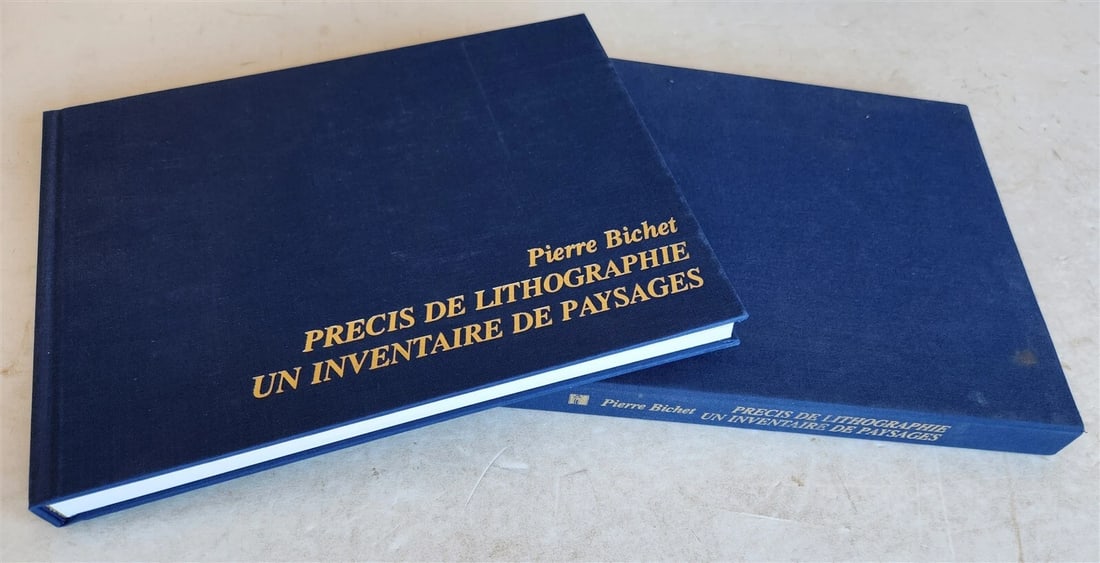 Pierre Bichet
PRECIS DE LITHOGRAPHIE
UN INVENTAIRE DE PAYSAGES
Pierre Bichet
PRECIS DE LITHOGRAPHIE
UN INVENTAIRE DE PAYSAGES